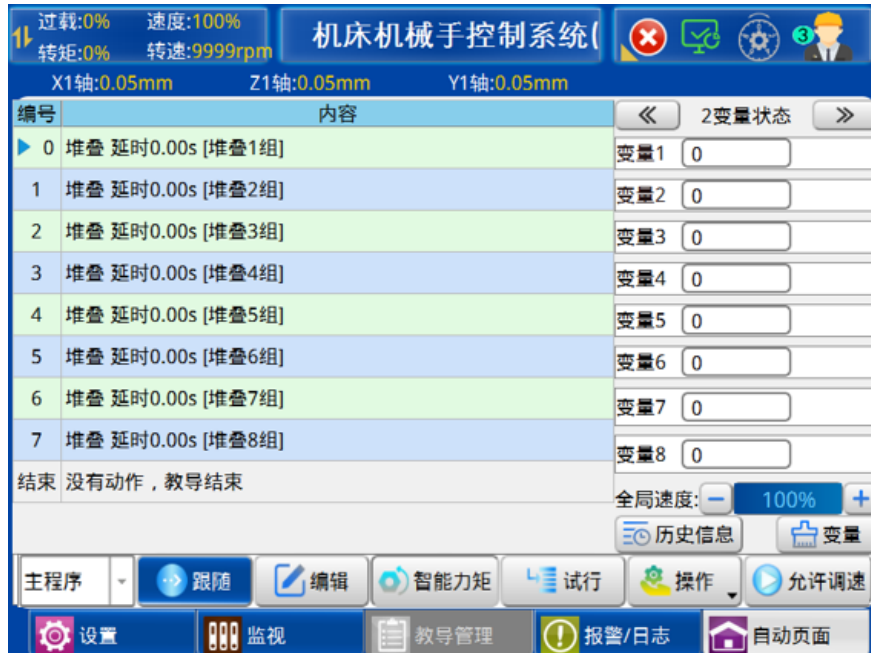 过载:0% 速度:100%
转矩:0% 转速:9999rpm
机床机械手控制系统(
3
X1轴:0.05mm Z1轴:0.05mm Y1轴:0.05mm
编号 内容
0 堆叠 延时0.00s [堆叠1组]
1 堆叠 延时0.00s [堆叠2组]
2 堆叠 延时0.00s [堆叠3组]
3 堆叠 延时0.00s [堆叠4组]
4 堆叠 延时0.00s [堆叠5组]
5 堆叠 延时0.00s [堆叠6组]
6 堆叠 延时0.00s [堆叠7组]
7 堆叠 延时0.00s [堆叠8组]
结束 没有动作，教导结束
2变量状态
变量1 0
变量2 0
变量3 0
变量4 0
变量5 0
变量6 0
变量7 0
变量8 0
全局速度: − 100% +
历史信息 变量
主程序 跟随 编辑 智能力矩 试行 操作 允许调速
设置 监视 教导管理 报警/日志 自动页面